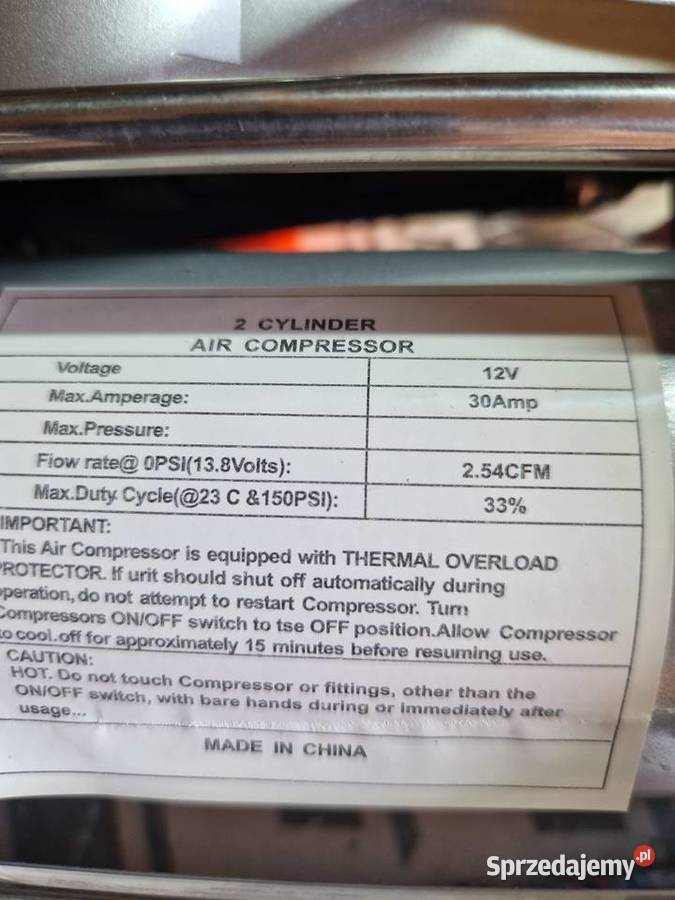 2 CYLINDER
AIR COMPRESSOR
Voltage 12V
Max.Amperage: 30Amp
Max.Pressure:
Flow rate@ 0PSI(13.8Volts): 2.54CFM
Max.Duty Cycle(@23 C &150PSI): 33%
IMPORTANT:
This Air Compressor is equipped with THERMAL OVERLOAD
PROTECTOR. If urit should shut off automatically during
operation, do not attempt to restart Compressor. Turn
Compressors ON/OFF switch to tse OFF position.Allow Compressor
to cool.off for approximately 15 minutes before resuming use.
CAUTION:
HOT. Do not touch Compressor or fittings, other than the
ON/OFF switch, with bare hands during or immediately after
usage...
MADE IN CHINA
Sprzedajemy.pl